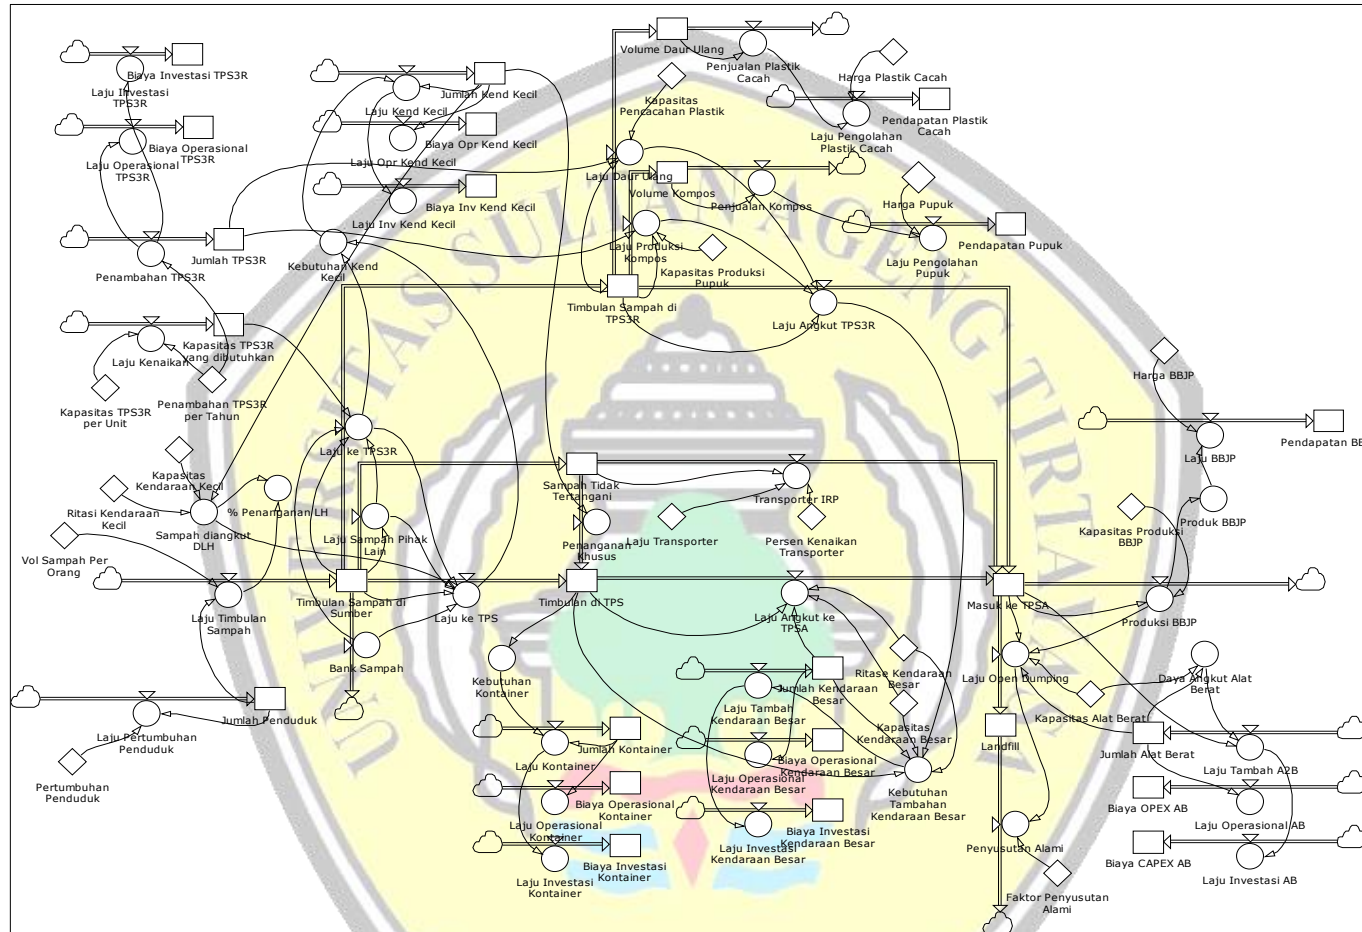 Volume Daur Ulang
Penjualan Plastik
Cacah
Harga Plastik Cacah
Biaya Investasi TPS3R
Laju Investasi
TPS3R
Laju Kend Kecil
Jumlah Kend Kecil
Kapasitas
Pencacahan Plastik
Pendapatan Plastik
Cacah
Laju Pengolahan
Plastik Cacah
Biaya Operasional
TPS3R
Laju Operasional
TPS3R
Biaya Opr Kend Kecil
Laju Opr Kend Kecil
Laju Daur Ulang
Volume Kompos
Penjualan Kompos
Harga Pupuk
Biaya Inv Kend Kecil
Laju Inv Kend Kecil
Jumlah TPS3R
Penambahan TPS3R
Kebutuhan Kend
Kecil
Laju Produksi
Kompos
Kapasitas Produksi
Pupuk
Pendapatan Pupuk
Laju Pengolahan
Pupuk
Timbulan Sampah di
TPS3R
Laju Angkut TPS3R
Kapasitas TPS3R
yang dibutuhkan
Laju Kenaikan
Kapasitas TPS3R
per Unit
Penambahan TPS3R
per Tahun
Harga BBJP
Laju ke TPS3R
Pendapatan BB
Laju BBJP
Kapasitas
Kendaraan Kecil
Ritasi Kendaraan
Kecil
% Penanganan LH
Sampah diangkut
DLH
Sampah Tidak
Tertangani
Transporter IRP
Laju Sampah Pihak
Lain
Penanganan
Khusus
Laju Transporter
Persen Kenaikan
Transporter
Kapasitas Produksi
BBJP
Produk BBJP
Vol Sampah Per
Orang
Laju Timbulan
Sampah
Timbulan Sampah di
Sumber
Laju ke TPS
Timbulan di TPS
Laju Angkut ke
TPSA
Masuk ke TPSA
Produksi BBJP
Bank Sampah
Kebutuhan
Kontainer
Ritase Kendaraan
Besar
Laju Open Dumping
Daya Angkut Alat
Berat
Jumlah Penduduk
Laju Pertumbuhan
Penduduk
Pertumbuhan
Penduduk
Jumlah Kendaraan
Besar
Laju Tambah
Kendaraan Besar
Kapasitas
Kendaraan Besar
Kapasitas Alat Berat
Jumlah Kontainer
Laju Kontainer
Biaya Operasional
Kendaraan Besar
Laju Operasional
Kendaraan Besar
Kebutuhan
Tambahan
Kendaraan Besar
Landfill
Jumlah Alat Berat
Laju Tambah A2B
Biaya Operasional
Kontainer
Laju Operasional
Kontainer
Biaya Investasi
Kendaraan Besar
Laju Investasi
Kendaraan Besar
Biaya OPEX AB
Laju Operasional AB
Biaya Investasi
Kontainer
Laju Investasi
Kontainer
Penyusutan Alami
Faktor Penyusutan
Alami
Biaya CAPEX AB
Laju Investasi AB
UNIVERSITAS SULTAN AGENG TIRTAYASA